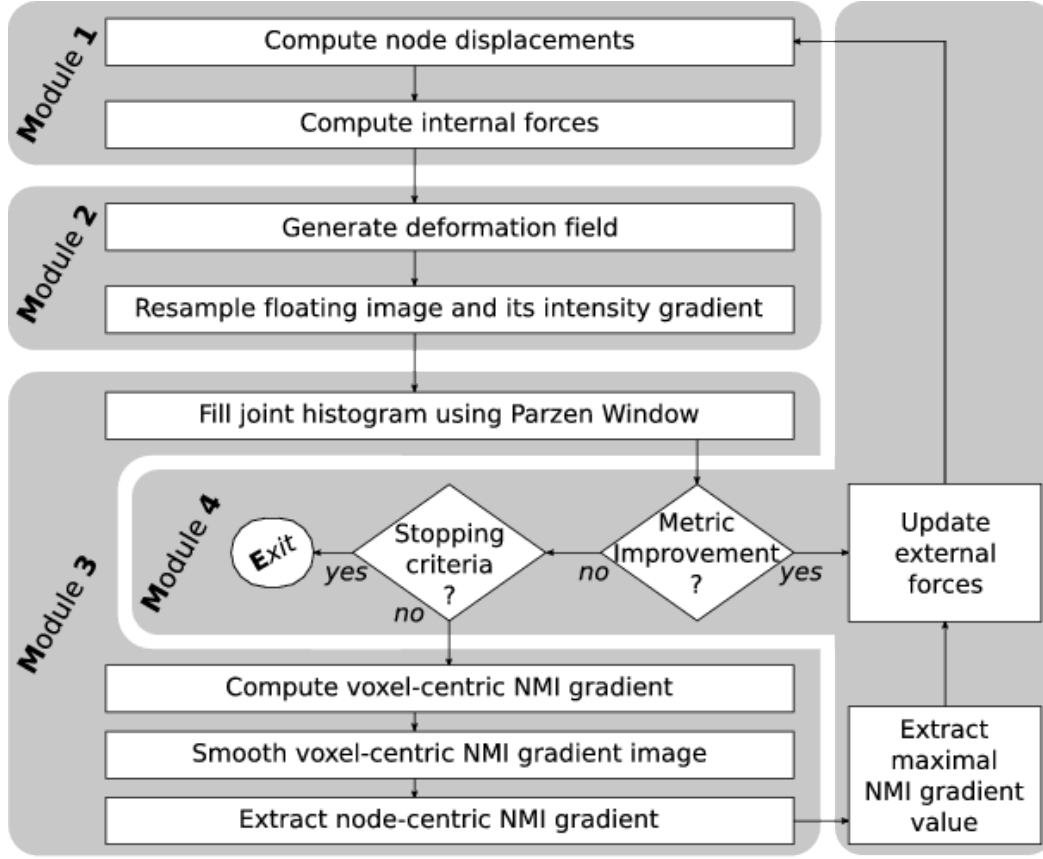 Module 1
Compute node displacements
Compute internal forces
Module 2
Generate deformation field
Resample floating image and its intensity gradient
Module 3
Fill joint histogram using Parzen Window
Module 4
Exit
yes
Stopping
criteria
?
no
no
Metric
Improvement
?
yes
Update
external
forces
Compute voxel-centric NMI gradient
Smooth voxel-centric NMI gradient image
Extract node-centric NMI gradient
Extract
maximal
NMI gradient
value